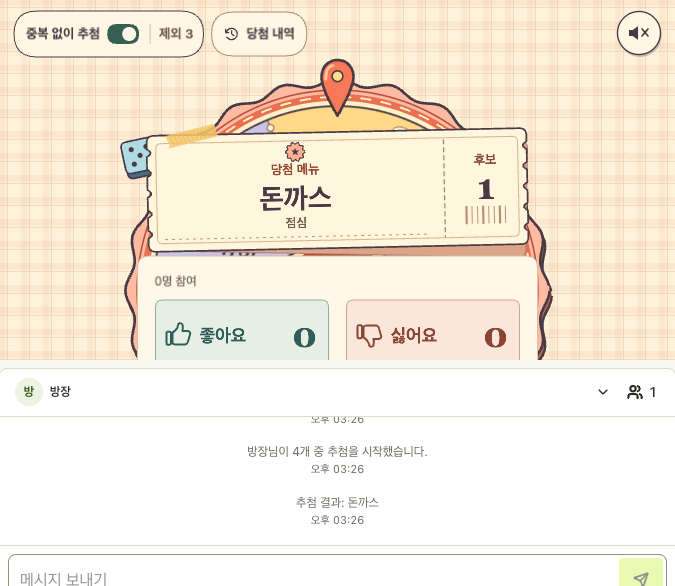 중복 없이 추첨 제외 3 당첨 내역
당첨 메뉴
돈까스
점심
후보
1
0명 참여
좋아요 0 싫어요 0
방 방장 1
오후 03:26
방장님이 4개 중 추첨을 시작했습니다.
오후 03:26
추첨 결과: 돈까스
오후 03:26
메시지 보내기